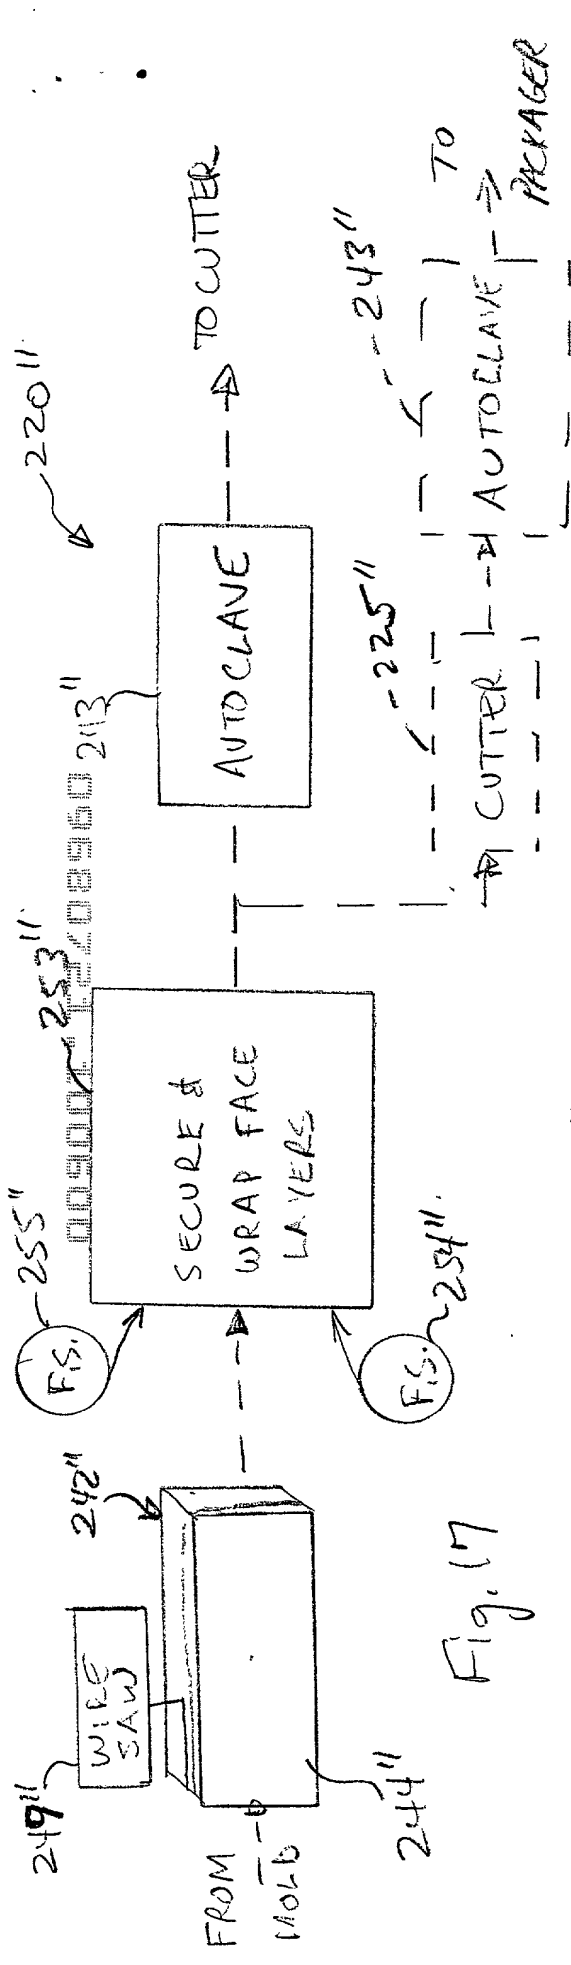 220"
249"
WIRE
SAW
242"
FROM
MOLD
244"
255"
F.S.
F.S.
254"
253"
SECURE &
WRAP FACE
LAYERS
243"
AUTOCLAVE
TO CUTTER
225"
CUTTER
243"
AUTOCLAVE
TO
PACKAGER
Fig. 17